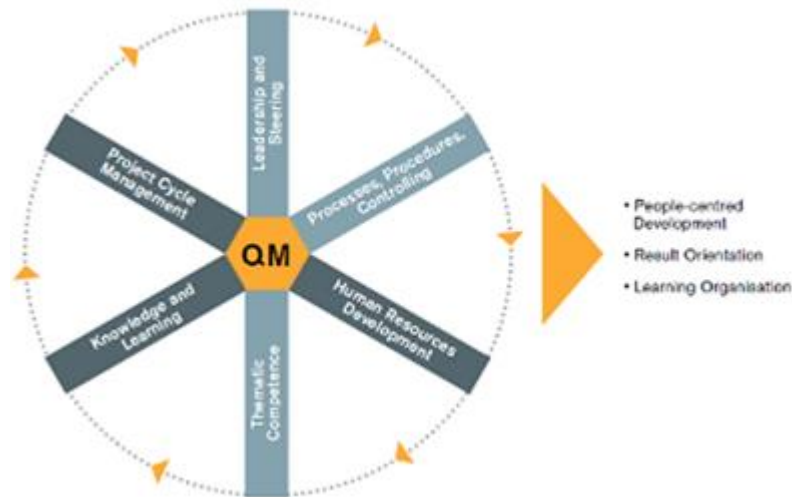 Leadership and
Steering
Processes, Procedures,
Controlling
Human Resources
Development
Thematic
Competence
Knowledge and
Learning
Project Cycle
Management
QM
• People-centred
Development
• Result Orientation
• Learning Organisation